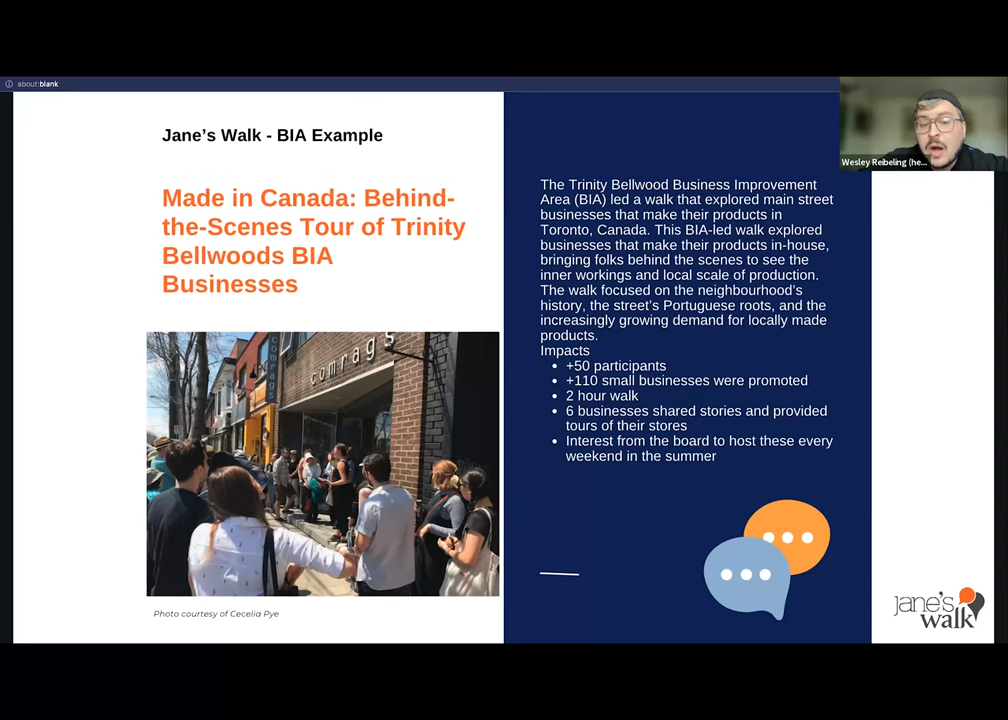 about:blank
Jane's Walk - BIA Example
Made in Canada: Behind-
the-Scenes Tour of Trinity
Bellwoods BIA
Businesses
comrags
comrags
Photo courtesy of Cecelia Pye
The Trinity Bellwood Business Improvement
Area (BIA) led a walk that explored main street
businesses that make their products in
Toronto, Canada. This BIA-led walk explored
businesses that make their products in-house,
bringing folks behind the scenes to see the
inner workings and local scale of production.
The walk focused on the neighbourhood's
history, the street's Portuguese roots, and the
increasingly growing demand for locally made
products.
Impacts
• +50 participants
• +110 small businesses were promoted
• 2 hour walk
• 6 businesses shared stories and provided
tours of their stores
• Interest from the board to host these every
weekend in the summer
Wesley Reibeling (he...
jane's
walk